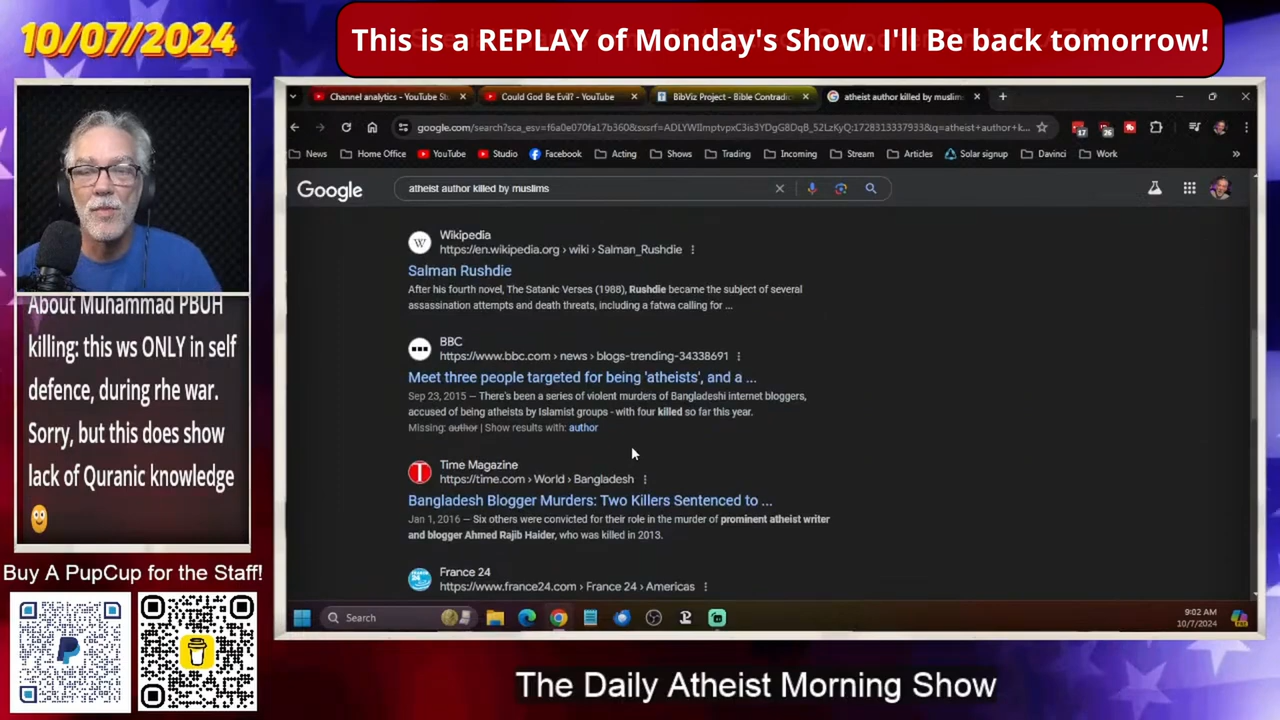 10/07/2024
This is a REPLAY of Monday's Show. I'll Be back tomorrow!
About Muhammad PBUH
killing: this ws ONLY in self
defence, during rhe war.
Sorry, but this does show
lack of Quranic knowledge
Buy A PupCup for the Staff!
Channel analytics - YouTube St
Could God Be Evil? - YouTube
BibViz Project - Bible Contradic
atheist author killed by muslims
17
26
News
Home Office
YouTube
Studio
Facebook
Acting
Shows
Trading
Incoming
Stream
Articles
Solar signup
Davinci
Work
Google
atheist author killed by muslims
Wikipedia
https://en.wikipedia.org › wiki › Salman_Rushdie
Salman Rushdie
After his fourth novel, The Satanic Verses (1988), Rushdie became the subject of several
assassination attempts and death threats, including a fatwa calling for ...
BBC
https://www.bbc.com › news › blogs-trending-34338691
Meet three people targeted for being 'atheists', and a ...
Sep 23, 2015 — There's been a series of violent murders of Bangladeshi internet bloggers,
accused of being atheists by Islamist groups - with four killed so far this year.
Missing: author | Show results with: author
Time Magazine
https://time.com › World › Bangladesh
Bangladesh Blogger Murders: Two Killers Sentenced to ...
Jan 1, 2016 — Six others were convicted for their role in the murder of prominent atheist writer
and blogger Ahmed Rajib Haider, who was killed in 2013.
France 24
https://www.france24.com › France 24 › Americas
Search
9:02 AM
10/7/2024
The Daily Atheist Morning Show